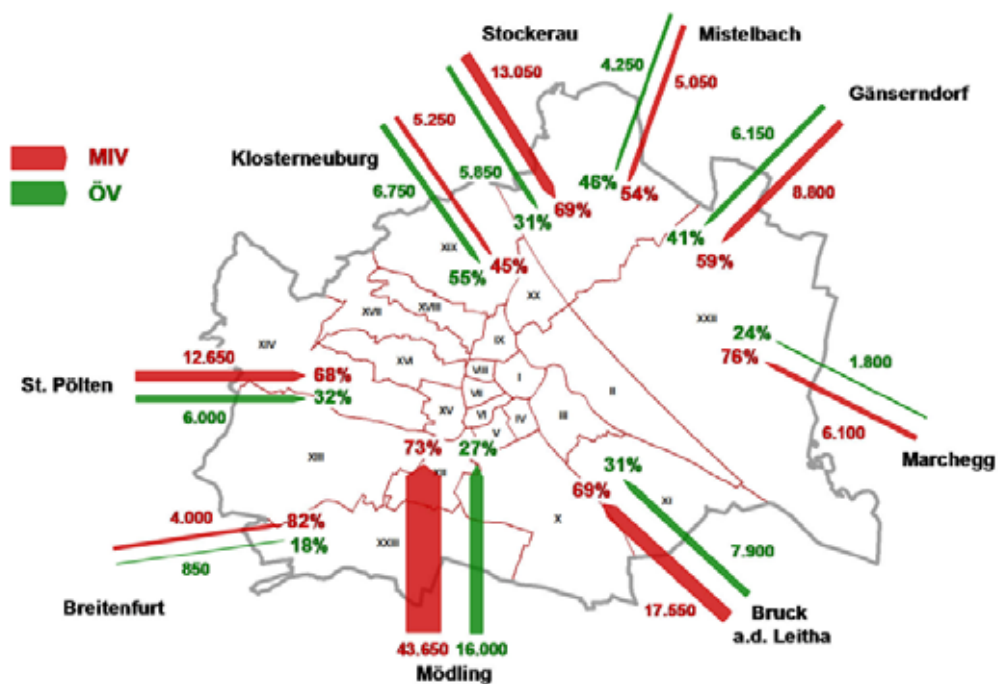 Stockerau
Mistelbach
13.050
4.250
5.050
Gänserndorf
MIV
ÖV
5.250
6.150
Klosterneuburg
5.850
8.800
6.750
46%
54%
69%
31%
41%
59%
XIX
45%
55%
XX
XVIII
XVII
XXII
24%
XIV
IX
76%
12.650
XVI
1.800
68%
VIII
I
St. Pölten
32%
VII
II
6.000
XV
VI
IV
III
6.100
V
73%
27%
Marchegg
XIII
31%
XII
69%
XI
4.000
82%
X
18%
XXIII
850
7.900
Breitenfurt
17.550
Bruck
a.d. Leitha
43.650
16.000
Mödling